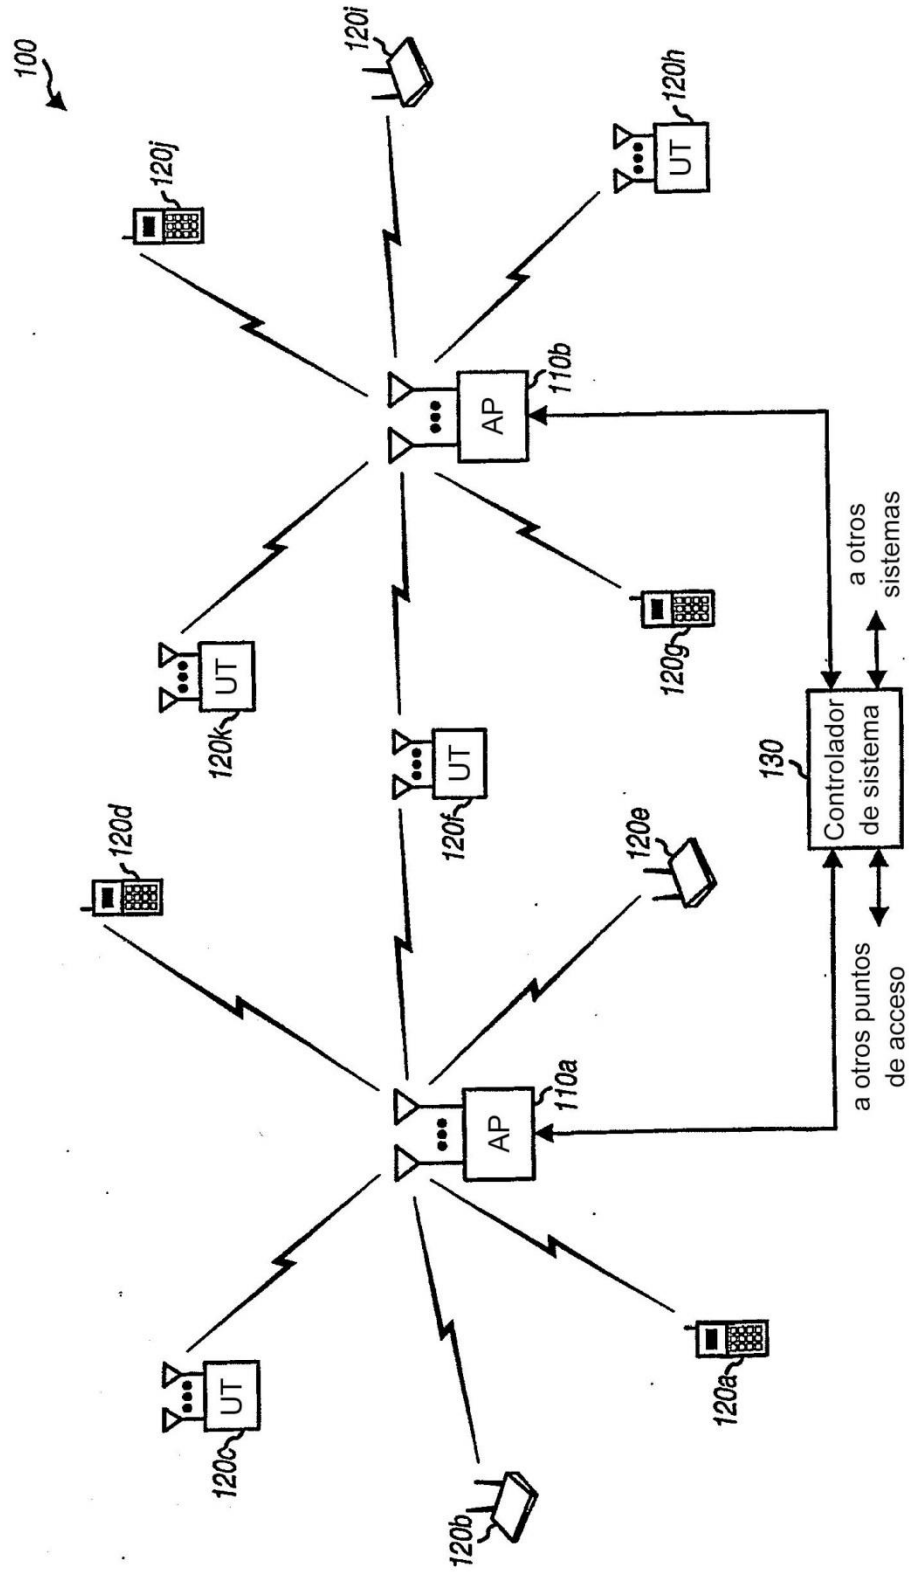 100
120j
120i
120d
120k
UT
120c
UT
120f
UT
120h
UT
AP
110b
AP
110a
120b
120e
120g
120a
130
Controlador
de sistema
a otros puntos
de acceso
a otros
sistemas